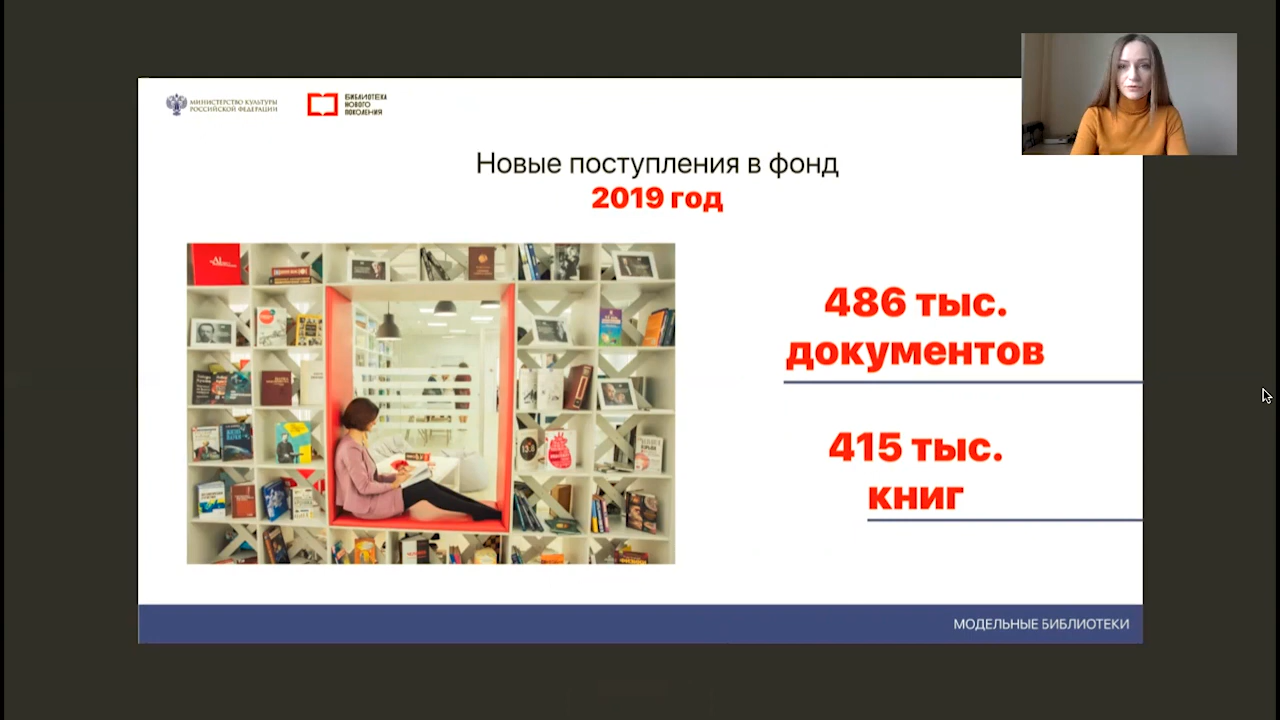 МИНИСТЕРСТВО КУЛЬТУРЫ
РОССИЙСКОЙ ФЕДЕРАЦИИ
БИБЛИОТЕКА
НОВОГО
ПОКОЛЕНИЯ
Новые поступления в фонд
2019 год
486 тыс.
документов
415 тыс.
книг
МОДЕЛЬНЫЕ БИБЛИОТЕКИ